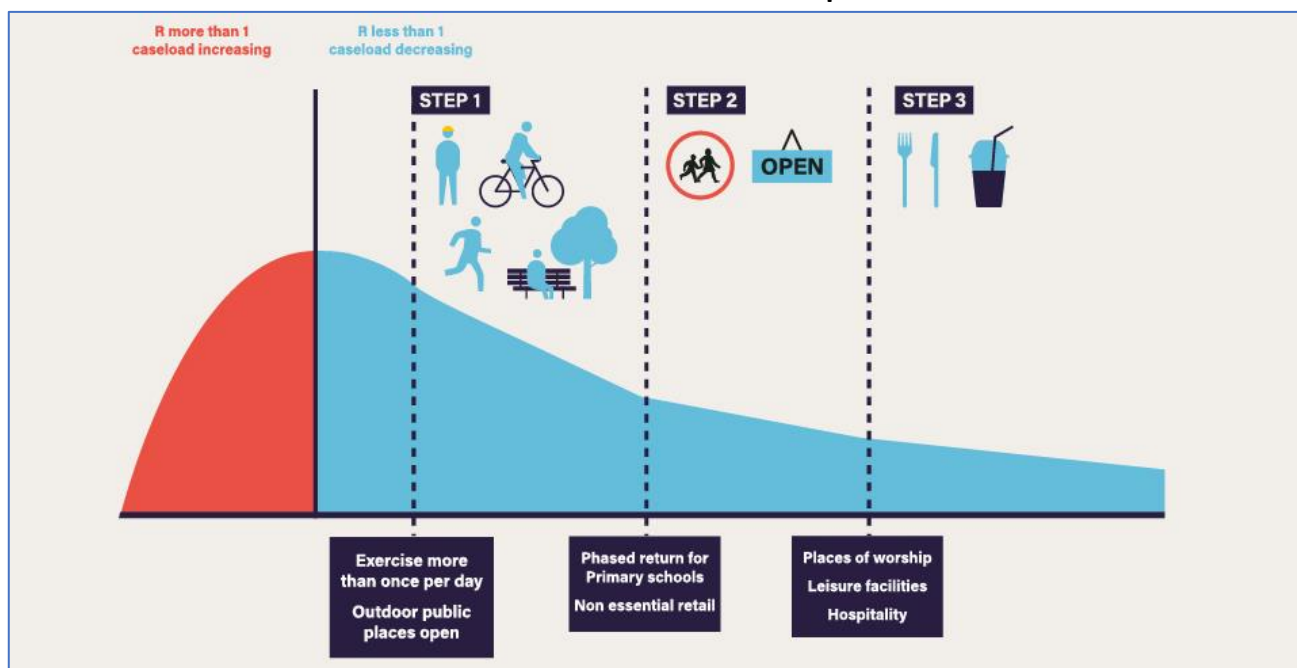 R more than 1
caseload increasing
R less than 1
caseload decreasing
STEP 1
STEP 2
STEP 3
OPEN
Exercise more
than once per day
Outdoor public
places open
Phased return for
Primary schools
Non essential retail
Places of worship
Leisure facilities
Hospitality